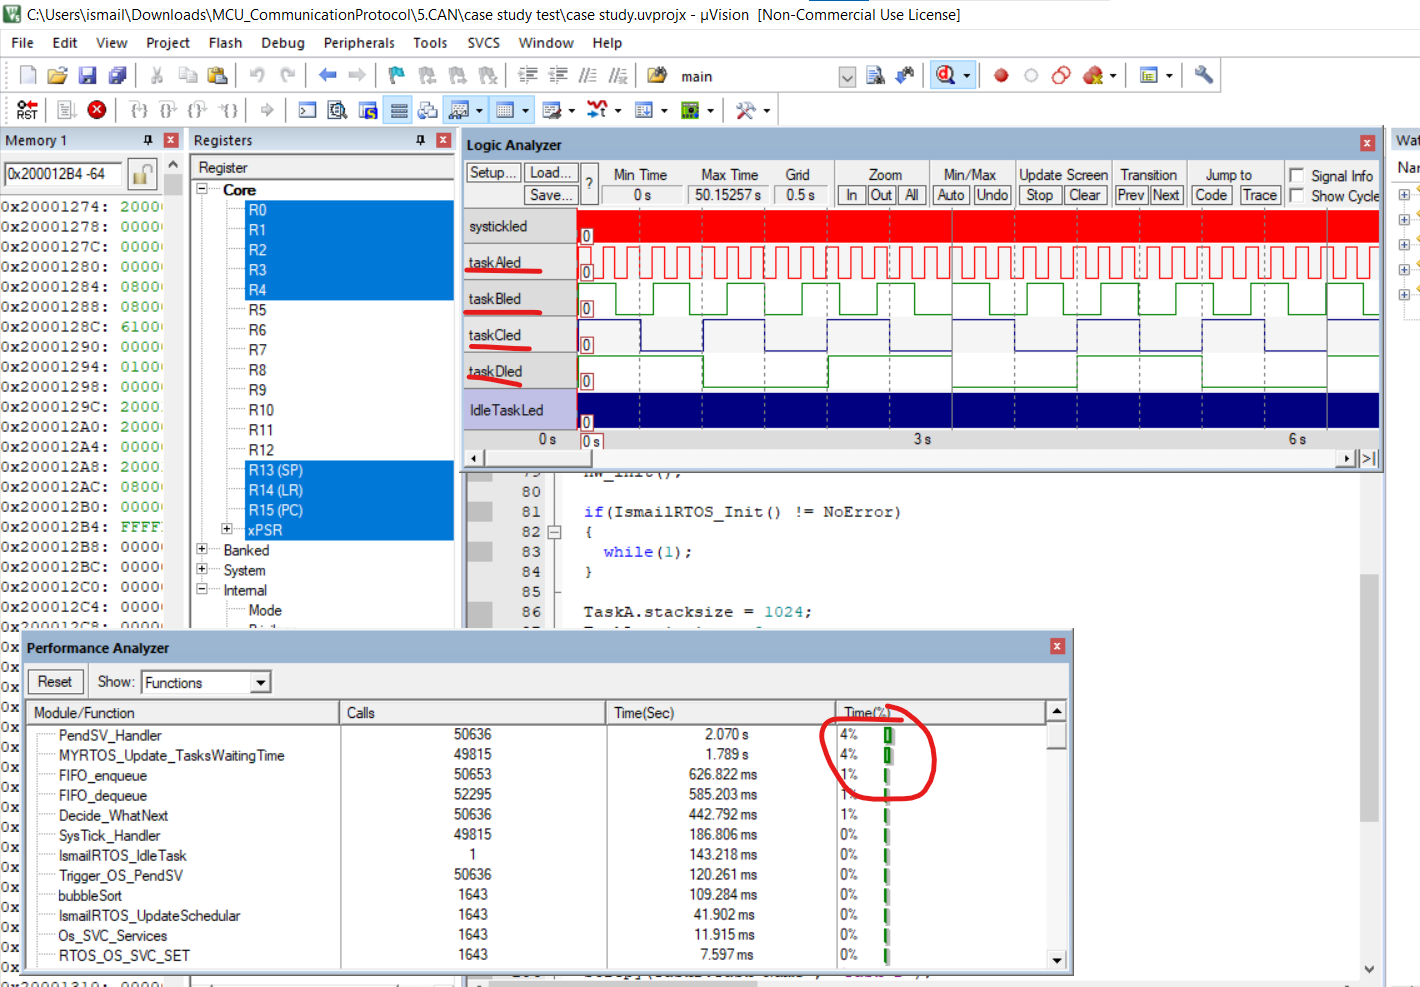 C:\Users\ismail\Downloads\MCU_CommunicationProtocol\5.CAN\case study test\case study.uvprojx - µVision [Non-Commercial Use License]
File Edit View Project Flash Debug Peripherals Tools SVCS Window Help
main
RST
Memory 1
Registers
Logic Analyzer
Wat
0x200012B4 -64
Register
Setup... Load... Save... ?
Min Time Max Time Grid Zoom Min/Max Update Screen Transition Jump to Signal Info
0 s 50.15257 s 0.5 s In Out All Auto Undo Stop Clear Prev Next Code Trace Show Cycle
Nar
0x20001274: 2000
0x20001278: 0000
0x2000127C: 0000
0x20001280: 0000
0x20001284: 0800
0x20001288: 0800
0x2000128C: 6100
0x20001290: 0000
0x20001294: 0100
0x20001298: 0000
0x2000129C: 2000
0x200012A0: 2000
0x200012A4: 0000
0x200012A8: 2000
0x200012AC: 0800
0x200012B0: 0000
0x200012B4: FFFF
0x200012B8: 0000
0x200012BC: 0000
0x200012C0: 0000
0x200012C4: 0000
0x200012C8: 0000
Core
R0
R1
R2
R3
R4
R5
R6
R7
R8
R9
R10
R11
R12
R13 (SP)
R14 (LR)
R15 (PC)
xPSR
Banked
System
Internal
Mode
systickled 0
taskAled 0
taskBled 0
taskCled 0
taskDled 0
IdleTaskLed 0
0 s 0 s 3 s 6 s
80
81 if(IsmailRTOS_Init() != NoError)
82 {
83 while(1);
84 }
85
86 TaskA.stacksize = 1024;
Performance Analyzer
Reset Show: Functions
Module/Function Calls Time(Sec) Time(%)
PendSV_Handler 50636 2.070 s 4%
MYRTOS_Update_TasksWaitingTime 49815 1.789 s 4%
FIFO_enqueue 50653 626.822 ms 1%
FIFO_dequeue 52295 585.203 ms 1%
Decide_WhatNext 50636 442.792 ms 1%
SysTick_Handler 49815 186.806 ms 0%
IsmailRTOS_IdleTask 1 143.218 ms 0%
Trigger_OS_PendSV 50636 120.261 ms 0%
bubbleSort 1643 109.284 ms 0%
IsmailRTOS_UpdateSchedular 1643 41.902 ms 0%
Os_SVC_Services 1643 11.915 ms 0%
RTOS_OS_SVC_SET 1643 7.597 ms 0%